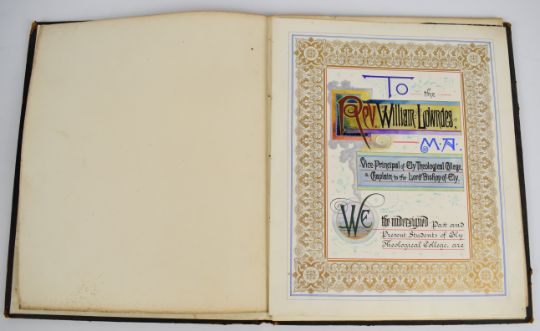 To
the
Rev. William Lowndes.
M.A.
Vice Principal of Ely Theological College,
& Chaplain to the Lord Bishop of Ely.
We the undersigned Past and
Present Students of Ely
Theological College, are